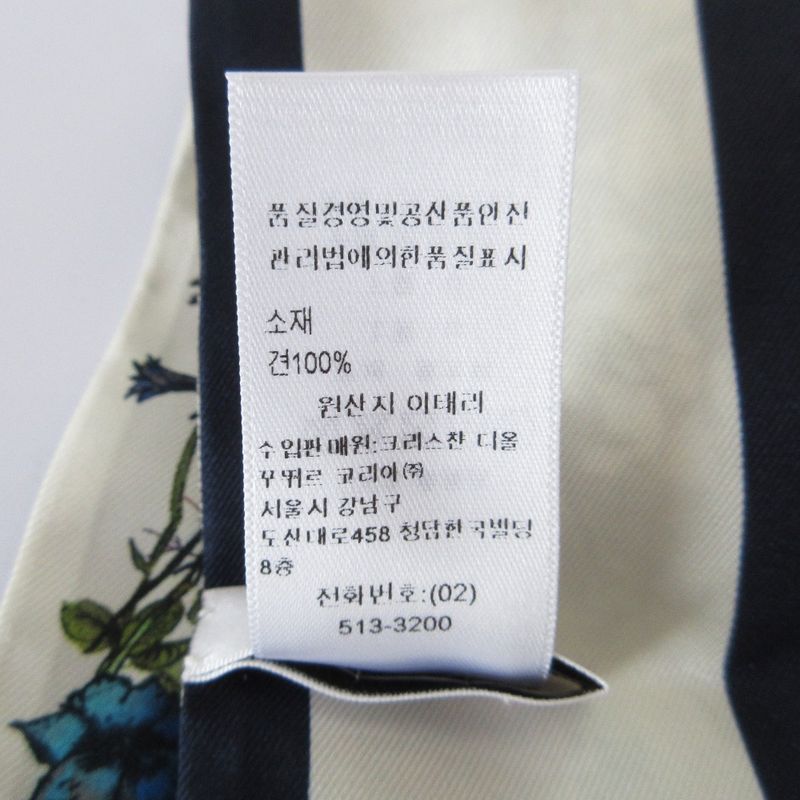 품질경영및공산품안전
관리법에의한품질표시
소재
견100%
원산지 이태리
수입판매원:크리스챤 디올
꾸뛰르 코리아㈜
서울시 강남구
도산대로458 청담한국빌딩
8층
전화번호:(02)
513-3200